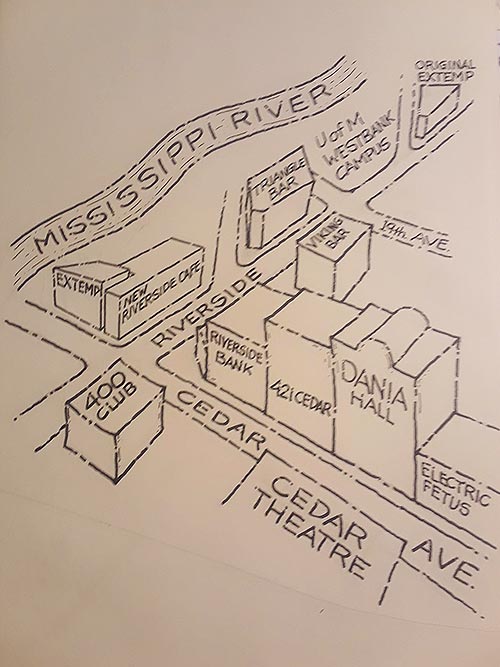 ORIGINAL
EXTEMP
MISSISSIPPI RIVER
U of M
WESTBANK
CAMPUS
TRIANGLE
BAR
19th AVE.
VIKING
BAR
EXTEMP
NEW
RIVERSIDE CAFE
RIVERSIDE
RIVERSIDE
BANK
421 CEDAR
DANIA
HALL
400
CLUB
CEDAR
AVE.
ELECTRIC
FETUS
CEDAR
THEATRE